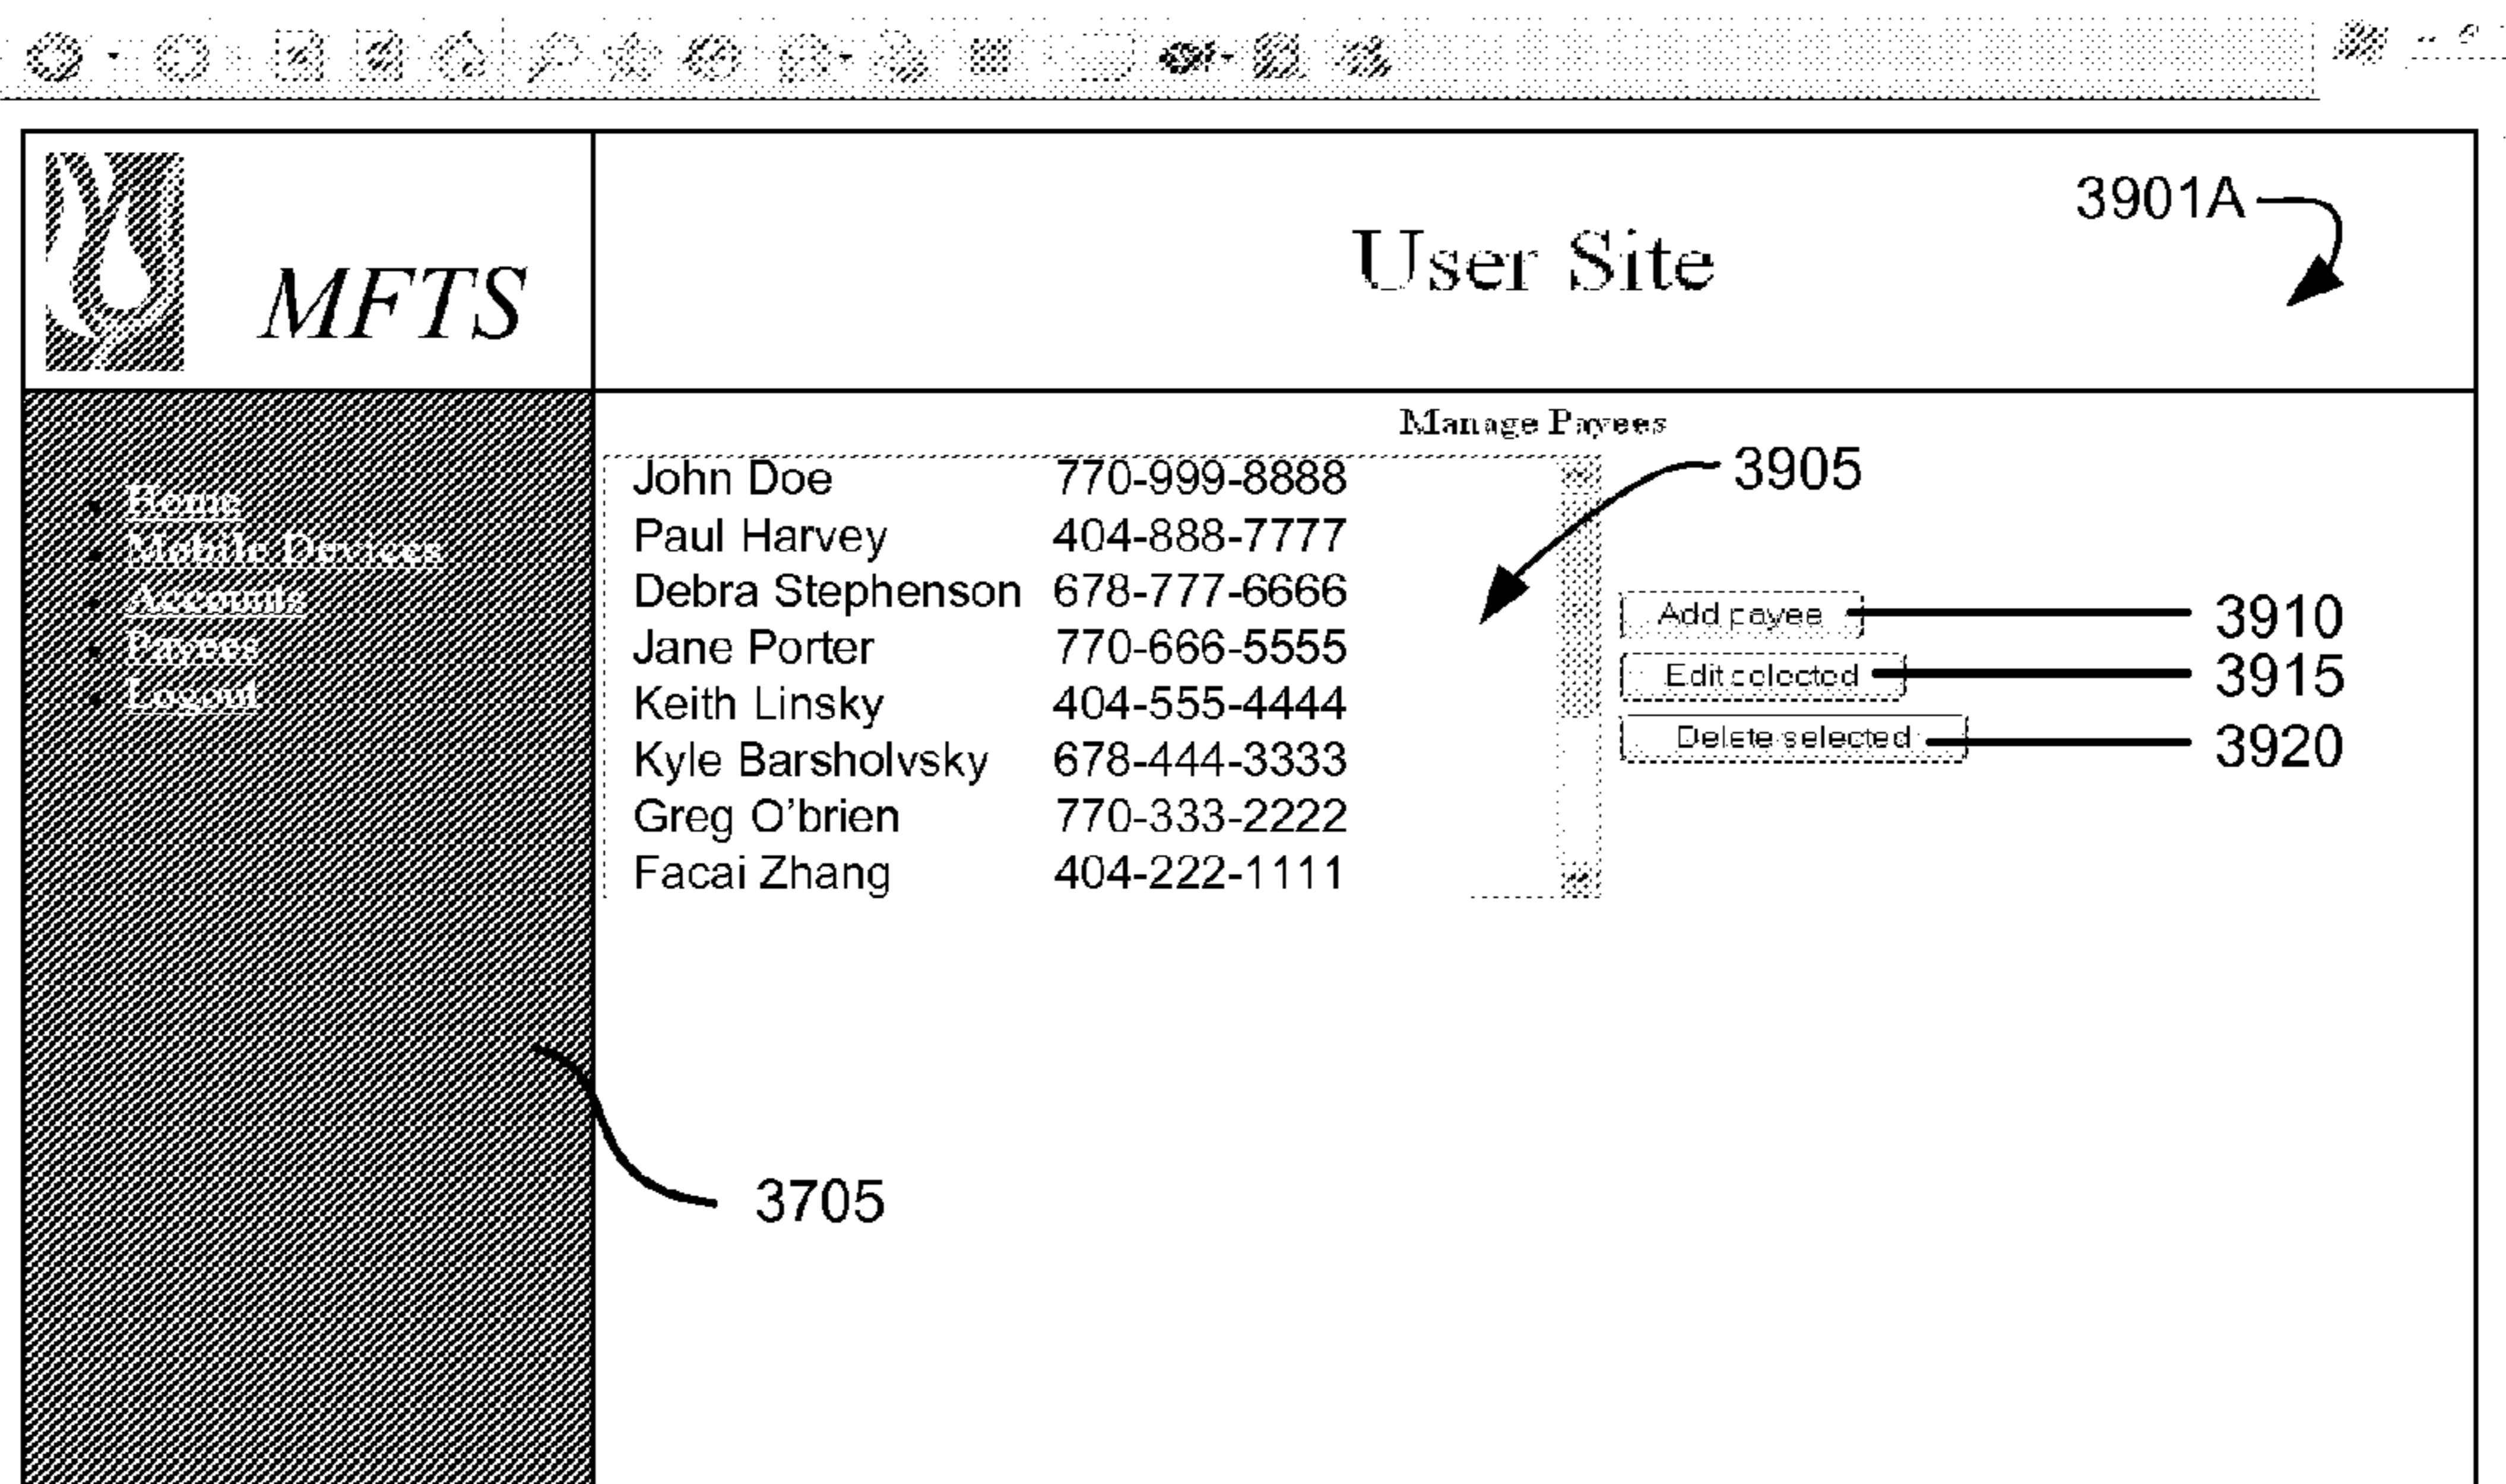 3901A
MFTS
User Site
Manage Payees
3905
Home
Mobile Devices
Accounts
Payees
Logout
John Doe 770-999-8888
Paul Harvey 404-888-7777
Debra Stephenson 678-777-6666
Jane Porter 770-666-5555
Keith Linsky 404-555-4444
Kyle Barsholvsky 678-444-3333
Greg O'brien 770-333-2222
Facai Zhang 404-222-1111
Add payee 3910
Edit selected 3915
Delete selected 3920
3705